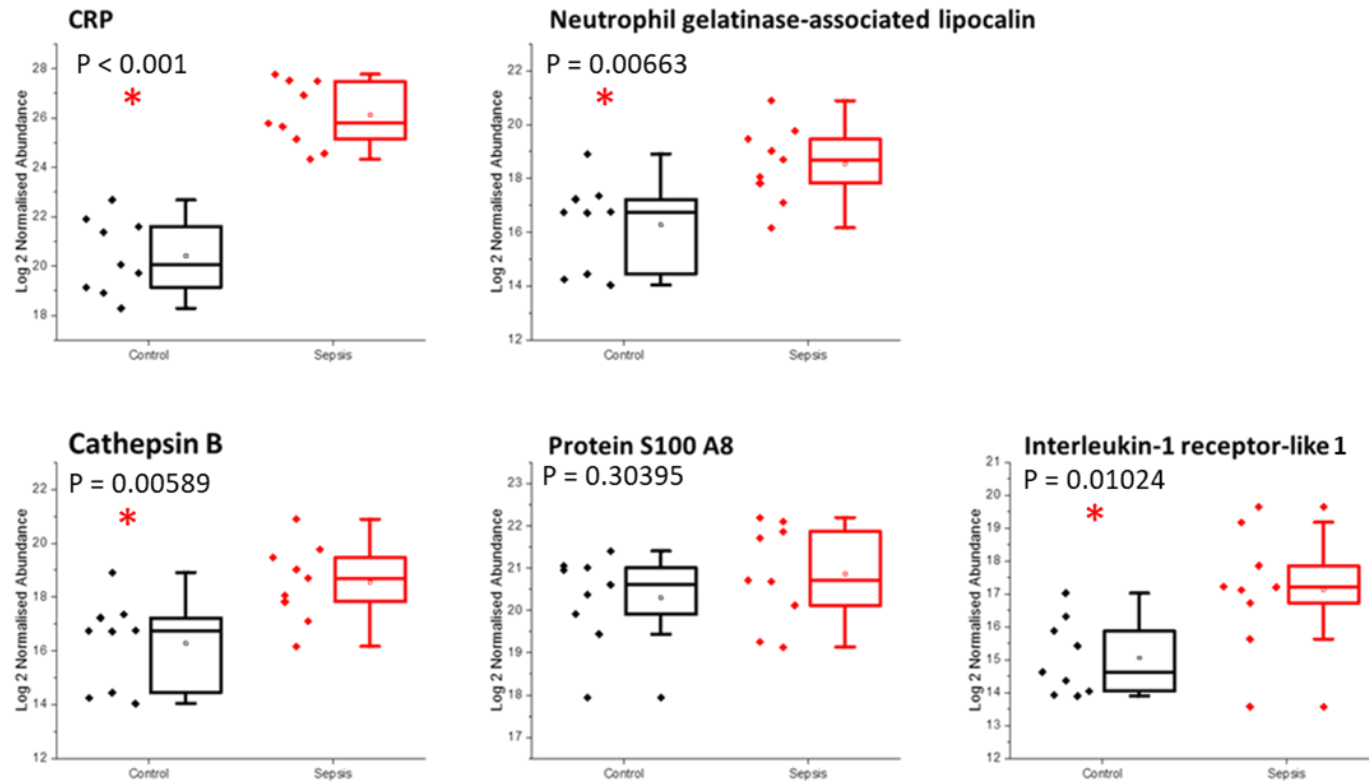 CRP
P < 0.001
*
Log 2 Normalised Abundance
28
26
24
22
20
18
Control
Sepsis
Neutrophil gelatinase-associated lipocalin
P = 0.00663
*
Log 2 Normalised Abundance
22
20
18
16
14
12
Control
Sepsis
Cathepsin B
P = 0.00589
*
Log 2 Normalised Abundance
22
20
18
16
14
12
Control
Sepsis
Protein S100 A8
P = 0.30395
Log 2 Normalised Abundance
23
22
21
20
19
18
17
Control
Sepsis
Interleukin-1 receptor-like 1
P = 0.01024
*
Log 2 Normalised Abundance
21
20
19
18
17
16
15
14
13
12
Control
Sepsis